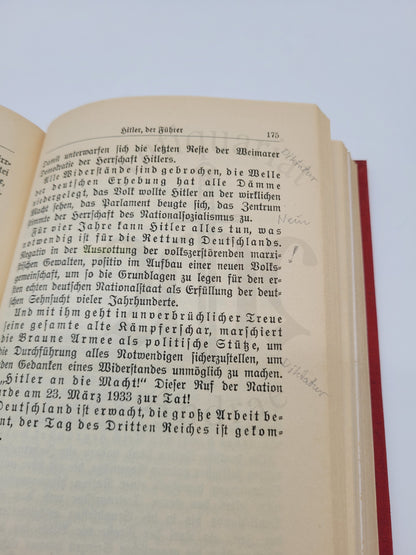 Hitler, der Führer 175
Damit unterwarfen sich die letzten Reste der Weimarer
Demokratie der Herrschaft Hitlers.
Diktatur
Alle Widerstände sind gebrochen, die Welle
deutschen Erhebung hat alle Dämme
niedergelegt, das Volk wollte Hitler an der wirklichen
Macht sehen, das Parlament beugte sich, das Zentrum
Nein
stimmte der Herrschaft des Nationalsozialismus zu.
Für vier Jahre kann Hitler alles tun, was
notwendig ist für die Rettung Deutschlands.
!
Negativ in der Ausrottung der volkszerstörenden marxi-
schen Gewalten, positiv im Aufbau einer neuen Volks-
gemeinschaft, um so die Grundlagen zu legen für den er-
echten deutschen Nationalstaat als Erfüllung der deut-
schen Sehnsucht vieler Jahrhunderte.
Und mit ihm geht in unverbrüchlicher Treue
seine gesamte alte Kämpferschar, marschiert
die Braune Armee als politische Stütze, um
die Durchführung alles Notwendigen sicherzustellen, um
den Gedanken eines Widerstandes unmöglich zu machen.
Diktatur
„Hitler an die Macht!“ Dieser Ruf der Nation
wurde am 23. März 1933 zur Tat!
Deutschland ist erwacht, die große Arbeit be-
nnt, der Tag des Dritten Reiches ist gekom-